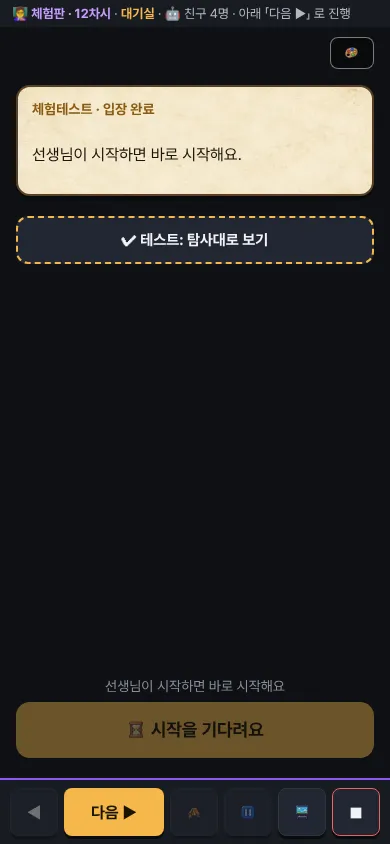 체험판 · 12차시 · 대기실 · 친구 4명 · 아래 「다음 ▶」 로 진행
체험테스트 · 입장 완료
선생님이 시작하면 바로 시작해요.
✔ 테스트: 탐사대로 보기
선생님이 시작하면 바로 시작해요
⏳ 시작을 기다려요
◀ 다음 ▶